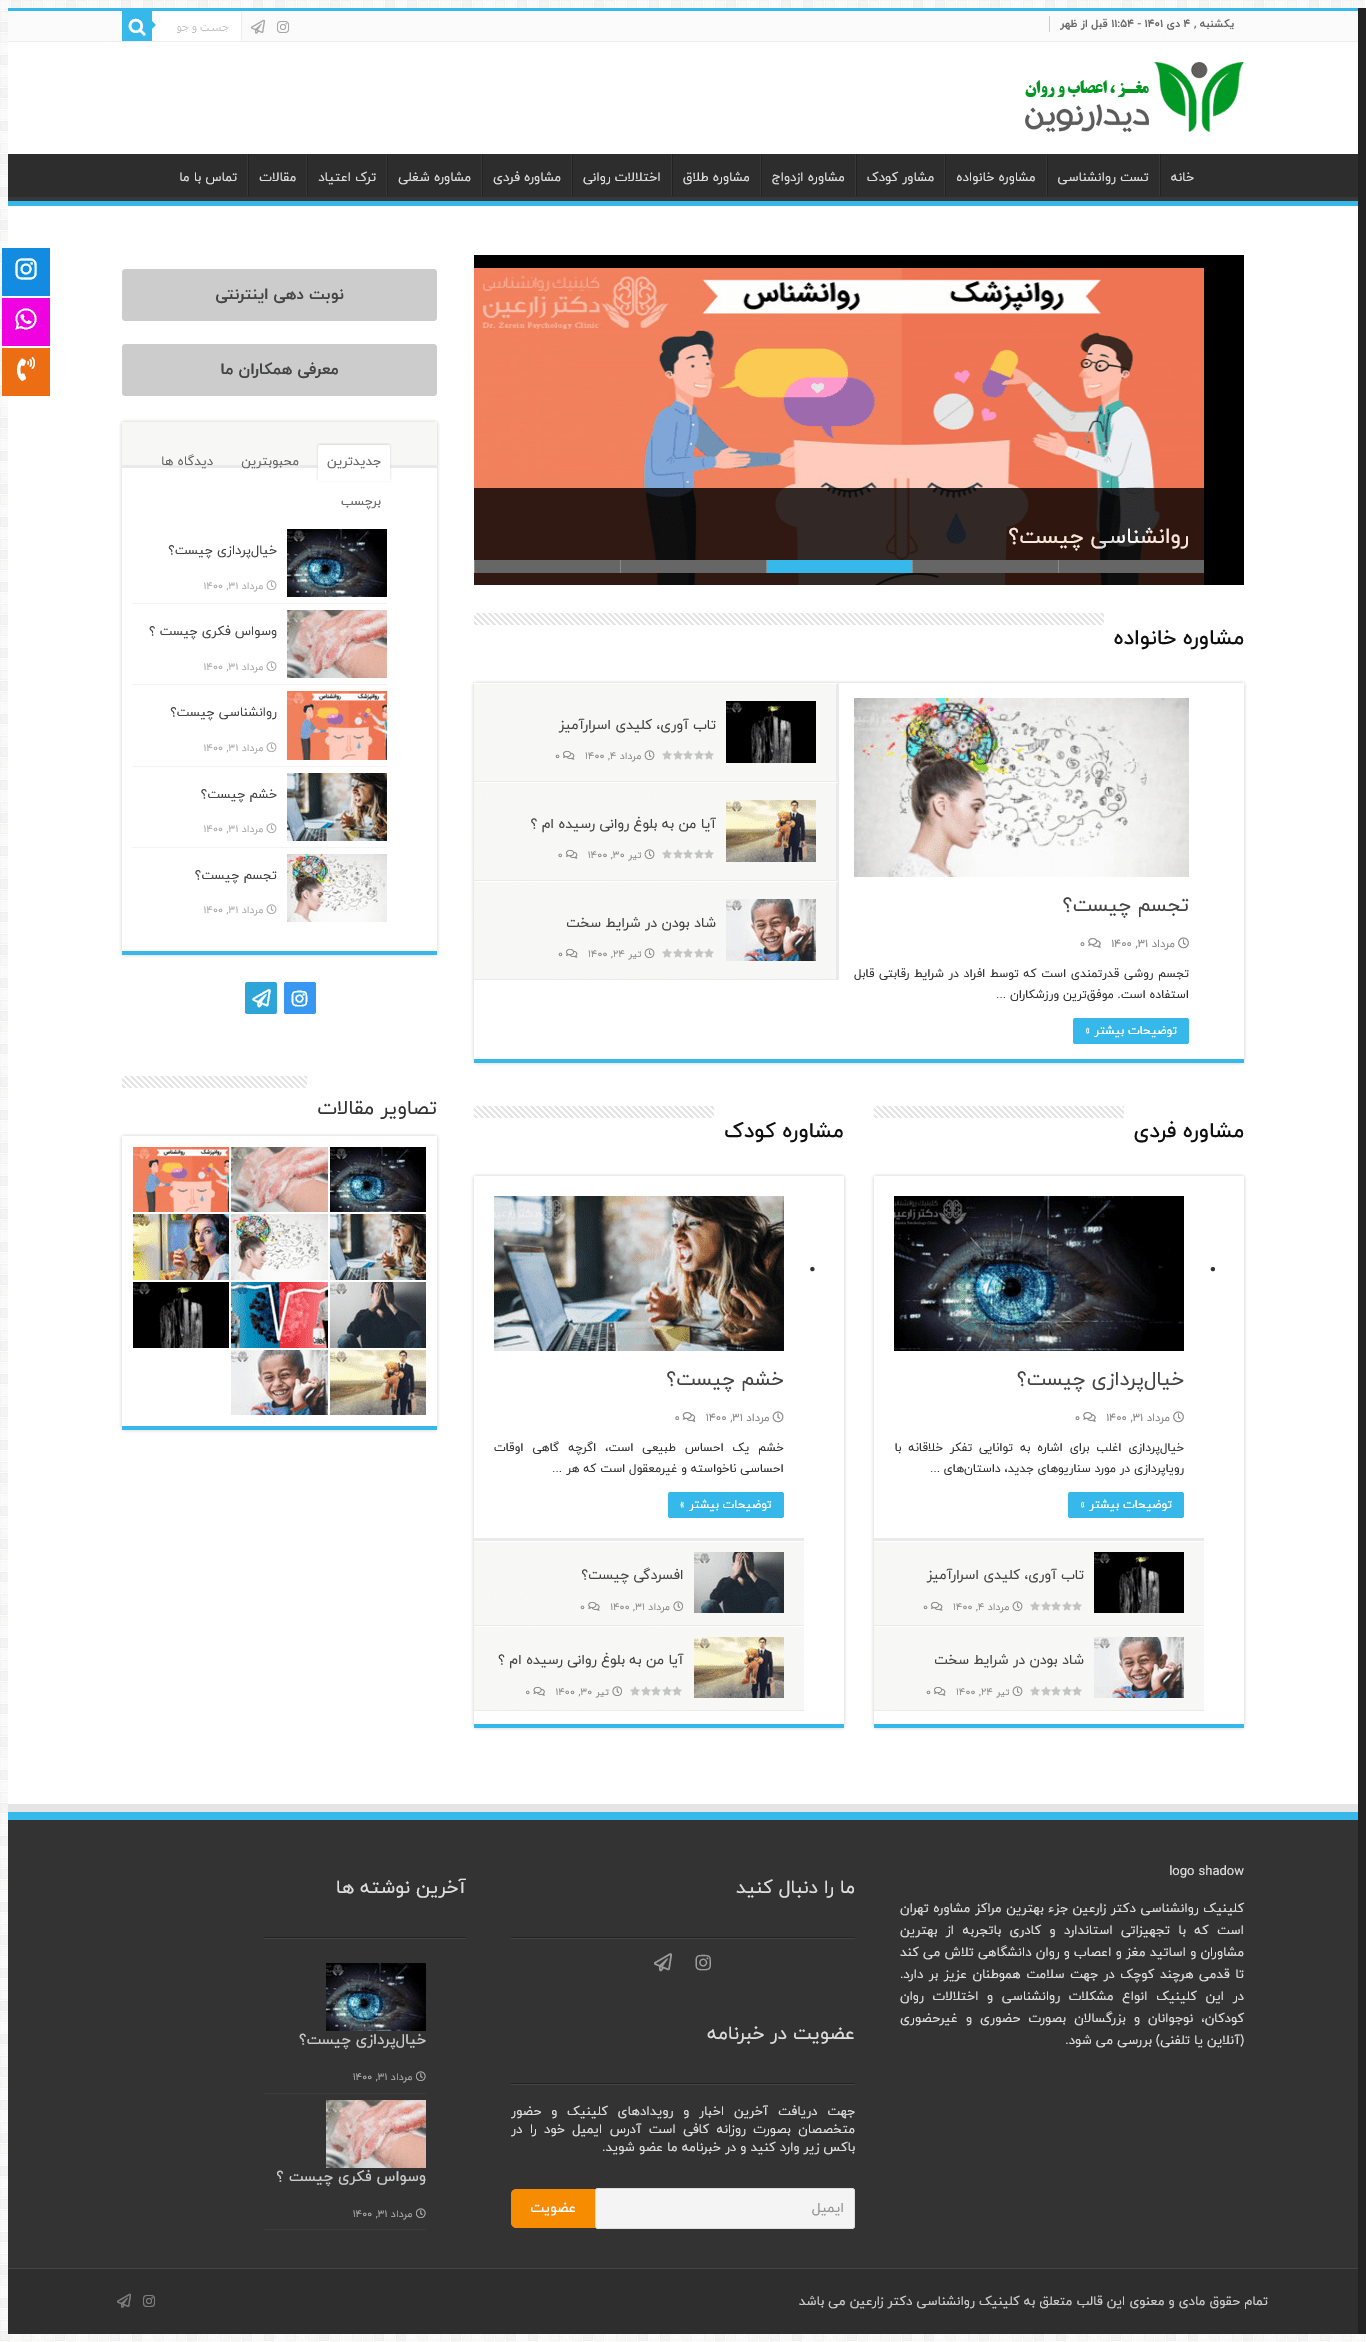 یکشنبه , ۴ دی ۱۴۰۱ - ۱۱:۵۴ قبل از ظهر
جست و جو
مغـز ، اعصاب و روان
دیدارنوین
خانه
تست روانشناسی
مشاوره خانواده
مشاور کودک
مشاوره ازدواج
مشاوره طلاق
اختلالات روانی
مشاوره فردی
مشاوره شغلی
ترک اعتیاد
مقالات
تماس با ما
روانپزشک
روانشناس
کلینیک روانشناسی
دکتر زارعین
Dr. Zarein Psychology Clinic
روانشناسی چیست؟
مشاوره خانواده
تجسم چیست؟
مرداد ۳۱, ۱۴۰۰ ۰
تجسم روشی قدرتمندی است که توسط افراد در شرایط رقابتی قابل
استفاده است. موفق‌ترین ورزشکاران ...
توضیحات بیشتر »
تاب آوری، کلیدی اسرارآمیز
مرداد ۴, ۱۴۰۰ ۰
آیا من به بلوغ روانی رسیده ام ؟
تیر ۳۰, ۱۴۰۰ ۰
شاد بودن در شرایط سخت
تیر ۲۴, ۱۴۰۰ ۰
مشاوره فردی
خیال‌پردازی چیست؟
مرداد ۳۱, ۱۴۰۰ ۰
خیال‌پردازی اغلب برای اشاره به توانایی تفکر خلاقانه با
رویاپردازی در مورد سناریوهای جدید، داستان‌های ...
توضیحات بیشتر »
تاب آوری، کلیدی اسرارآمیز
مرداد ۴, ۱۴۰۰ ۰
شاد بودن در شرایط سخت
تیر ۲۴, ۱۴۰۰ ۰
مشاوره کودک
خشم چیست؟
مرداد ۳۱, ۱۴۰۰ ۰
خشم یک احساس طبیعی است، اگرچه گاهی اوقات
احساسی ناخواسته و غیرمعقول است که هر ...
توضیحات بیشتر »
افسردگی چیست؟
مرداد ۳۱, ۱۴۰۰ ۰
آیا من به بلوغ روانی رسیده ام ؟
تیر ۳۰, ۱۴۰۰ ۰
نوبت دهی اینترنتی
معرفی همکاران ما
جدیدترین
محبوبترین
دیدگاه ها
برچسب
خیال‌پردازی چیست؟
مرداد ۳۱, ۱۴۰۰
وسواس فکری چیست ؟
مرداد ۳۱, ۱۴۰۰
روانشناسی چیست؟
مرداد ۳۱, ۱۴۰۰
خشم چیست؟
مرداد ۳۱, ۱۴۰۰
تجسم چیست؟
مرداد ۳۱, ۱۴۰۰
تصاویر مقالات
logo shadow
کلینیک روانشناسی دکتر زارعین جزء بهترین مراکز مشاوره تهران
است که با تجهیزاتی استاندارد و کادری باتجربه از بهترین
مشاوران و اساتید مغز و اعصاب و روان دانشگاهی تلاش می کند
تا قدمی هرچند کوچک در جهت سلامت هموطنان عزیز بر دارد.
در این کلینیک انواع مشکلات روانشناسی و اختلالات روان
کودکان، نوجوانان و بزرگسالان بصورت حضوری و غیرحضوری
(آنلاین یا تلفنی) بررسی می شود.
ما را دنبال کنید
عضویت در خبرنامه
جهت دریافت آخرین اخبار و رویدادهای کلینیک و حضور
متخصصان بصورت روزانه کافی است آدرس ایمیل خود را در
باکس زیر وارد کنید و در خبرنامه ما عضو شوید.
ایمیل
عضویت
آخرین نوشته ها
خیال‌پردازی چیست؟
مرداد ۳۱, ۱۴۰۰
وسواس فکری چیست ؟
مرداد ۳۱, ۱۴۰۰
تمام حقوق مادی و معنوی این قالب متعلق به کلینیک روانشناسی دکتر زارعین می باشد